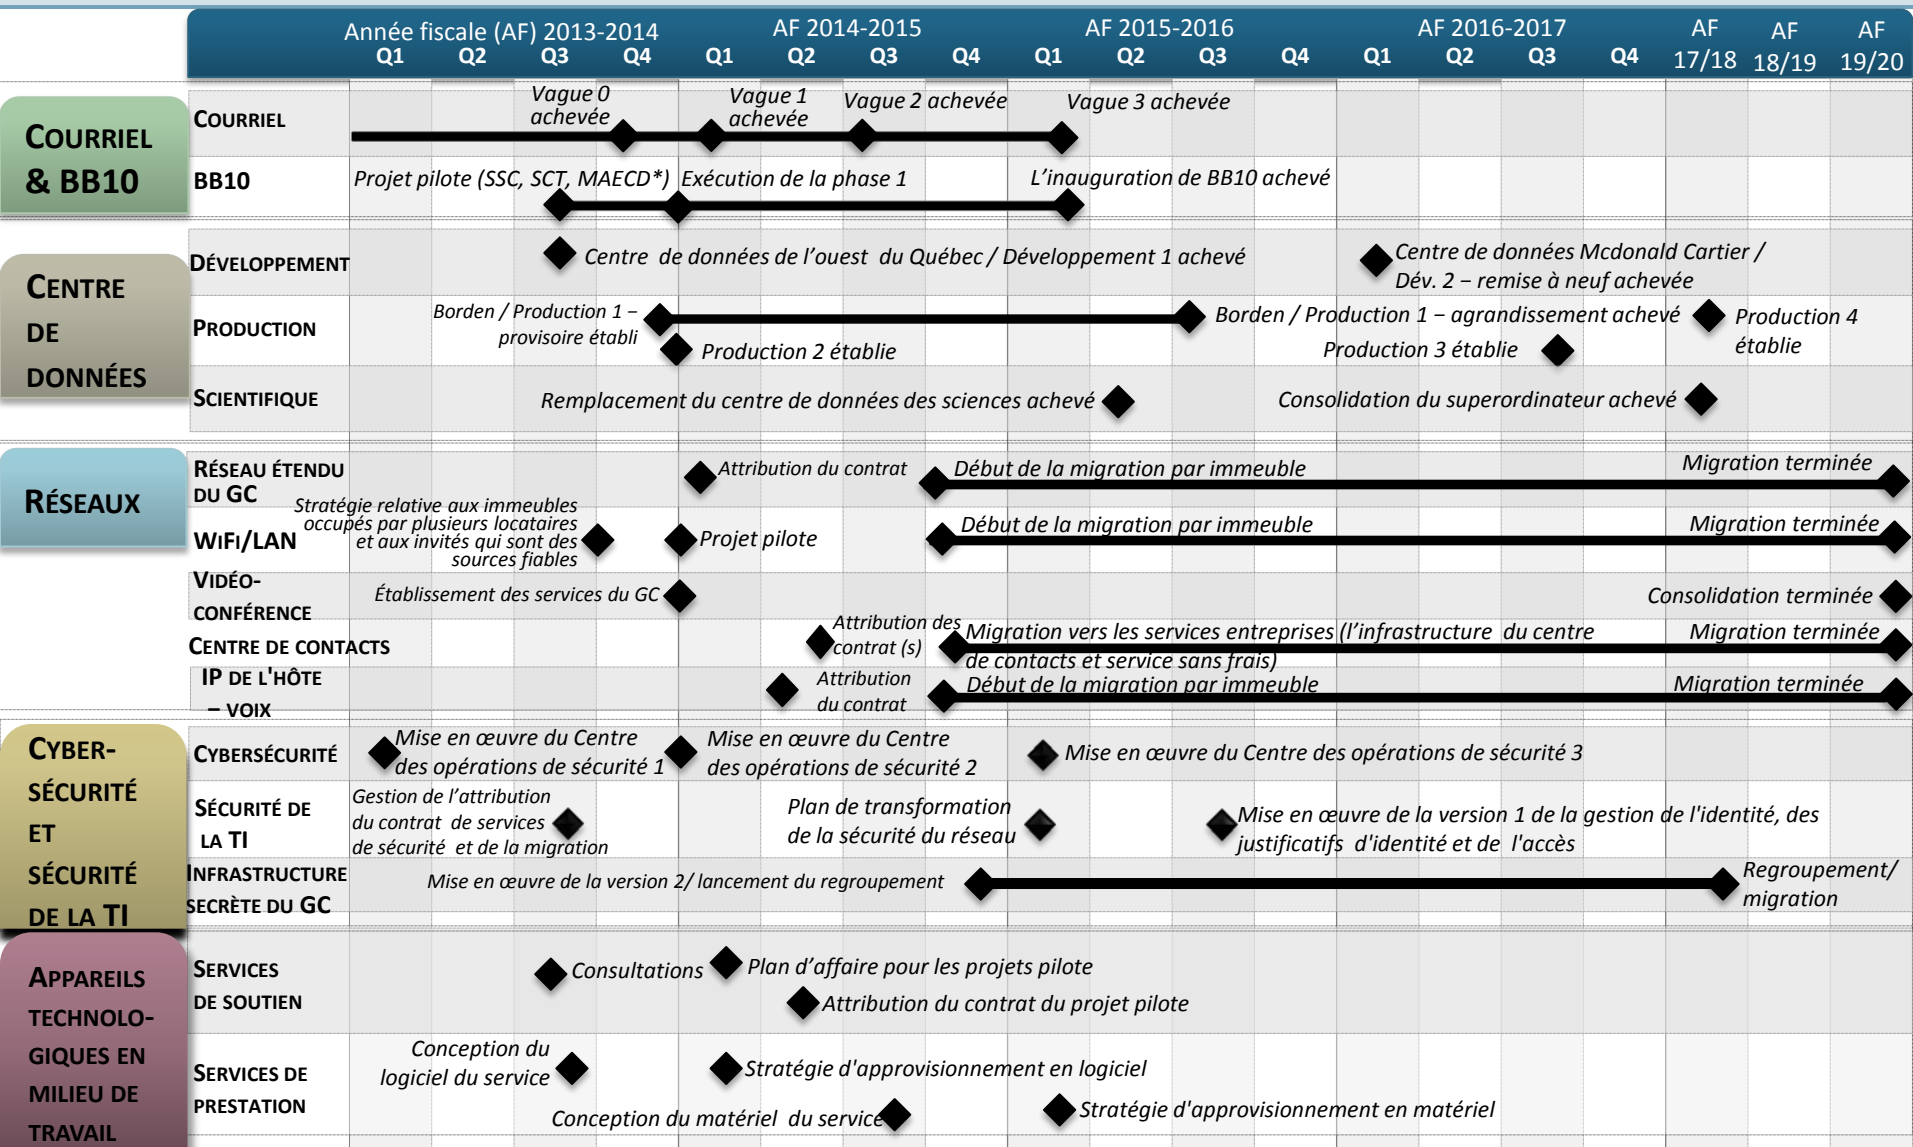 Année fiscale (AF) 2013-2014
AF 2014-2015
AF 2015-2016
AF 2016-2017
AF
AF
AF
Q1 Q2 Q3 Q4 Q1 Q2 Q3 Q4 Q1 Q2 Q3 Q4 Q1 Q2 Q3 Q4 17/18 18/19 19/20
COURRIEL
& BB10
COURRIEL
Vague 0
achevée
Vague 1
achevée
Vague 2 achevée
Vague 3 achevée
BB10
Projet pilote (SSC, SCT, MAECD*)
Exécution de la phase 1
L'inauguration de BB10 achevé
CENTRE
DE
DONNÉES
DÉVELOPPEMENT
Centre de données de l'ouest du Québec / Développement 1 achevé
Centre de données Mcdonald Cartier /
Dév. 2 – remise à neuf achevée
PRODUCTION
Borden / Production 1 –
provisoire établi
Borden / Production 1 – agrandissement achevé
Production 4
établie
Production 2 établie
Production 3 établie
SCIENTIFIQUE
Remplacement du centre de données des sciences achevé
Consolidation du superordinateur achevé
RÉSEAUX
RÉSEAU ÉTENDU
DU GC
Attribution du contrat
Début de la migration par immeuble
Migration terminée
WIFI/LAN
Stratégie relative aux immeubles
occupés par plusieurs locataires
et aux invités qui sont des
sources fiables
Projet pilote
Début de la migration par immeuble
Migration terminée
VIDÉO-
CONFÉRENCE
Établissement des services du GC
Consolidation terminée
CENTRE DE CONTACTS
Attribution des
contrat (s)
Migration vers les services entreprises (l'infrastructure du centre
de contacts et service sans frais)
Migration terminée
IP DE L'HÔTE
– VOIX
Attribution
du contrat
Début de la migration par immeuble
Migration terminée
CYBER-
SÉCURITÉ
ET
SÉCURITÉ
DE LA TI
CYBERSÉCURITÉ
Mise en œuvre du Centre
des opérations de sécurité 1
Mise en œuvre du Centre
des opérations de sécurité 2
Mise en œuvre du Centre des opérations de sécurité 3
SÉCURITÉ DE
LA TI
Gestion de l'attribution
du contrat de services
de sécurité et de la migration
Plan de transformation
de la sécurité du réseau
Mise en œuvre de la version 1 de la gestion de l'identité, des
justificatifs d'identité et de l'accès
INFRASTRUCTURE
SECRÈTE DU GC
Mise en œuvre de la version 2/ lancement du regroupement
Regroupement/
migration
APPAREILS
TECHNOLO-
GIQUES EN
MILIEU DE
TRAVAIL
SERVICES
DE SOUTIEN
Consultations
Plan d'affaire pour les projets pilote
Attribution du contrat du projet pilote
SERVICES DE
PRESTATION
Conception du
logiciel du service
Stratégie d'approvisionnement en logiciel
Conception du matériel du service
Stratégie d'approvisionnement en matériel